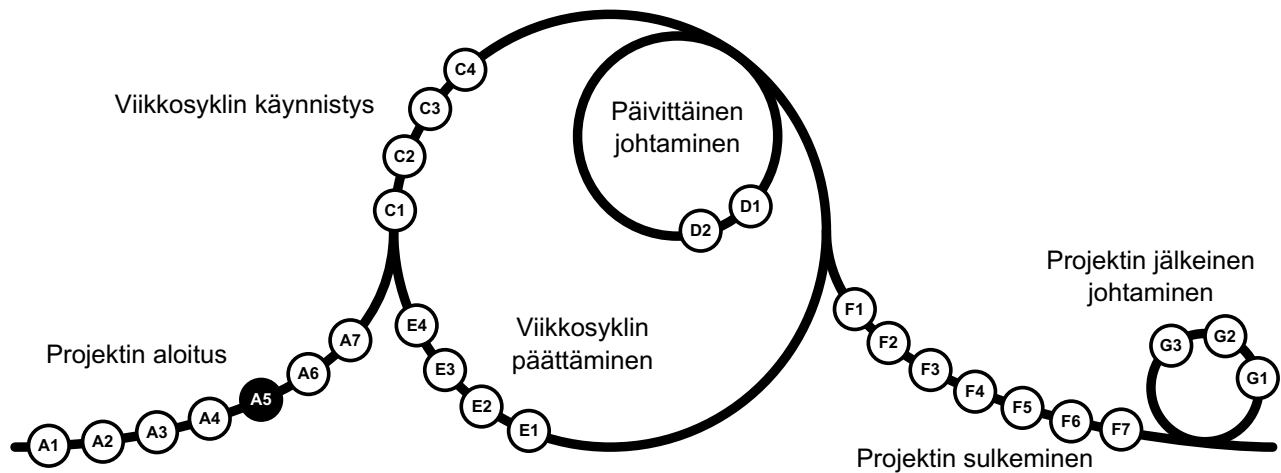 C4
Viikkosyklin käynnistys
C3
C2
C1
Päivittäinen
johtaminen
D1
D2
Projektin jälkeinen
johtaminen
G3
G2
G1
Projektin aloitus
A1
A2
A3
A4
A5
A6
A7
E4
E3
E2
E1
Viikkosyklin
päättäminen
F1
F2
F3
F4
F5
F6
F7
Projektin sulkeminen